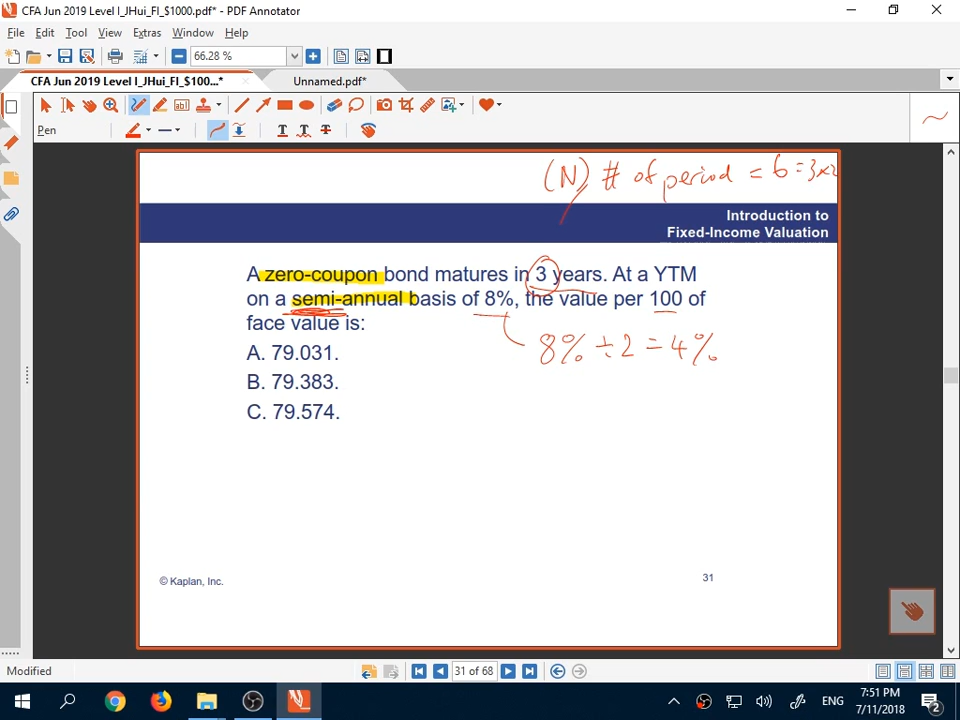 CFA Jun 2019 Level I_JHui_FI_$1000.pdf* - PDF Annotator
File Edit Tool View Extras Window Help
66.28 %
CFA Jun 2019 Level I_JHui_FI_$100...* Unnamed.pdf*
Pen
(N) # of period = 6 = 3x2
Introduction to
Fixed-Income Valuation
A zero-coupon bond matures in 3 years. At a YTM
on a semi-annual basis of 8%, the value per 100 of
face value is:
8% ÷ 2 = 4%
A. 79.031.
B. 79.383.
C. 79.574.
© Kaplan, Inc.
31
Modified
31 of 68
ENG
7:51 PM
7/11/2018
2